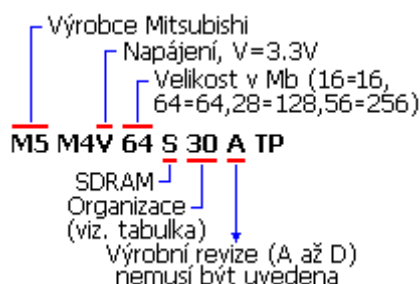 Výrobce Mitsubishi
Napájení, V=3.3V
Velikost v Mb (16=16,
64=64,28=128,56=256)
M5 M4V 64 S 30 A TP
SDRAM
Organizace
(viz. tabulka)
Výrobní revize (A až D)
nemusí být uvedena